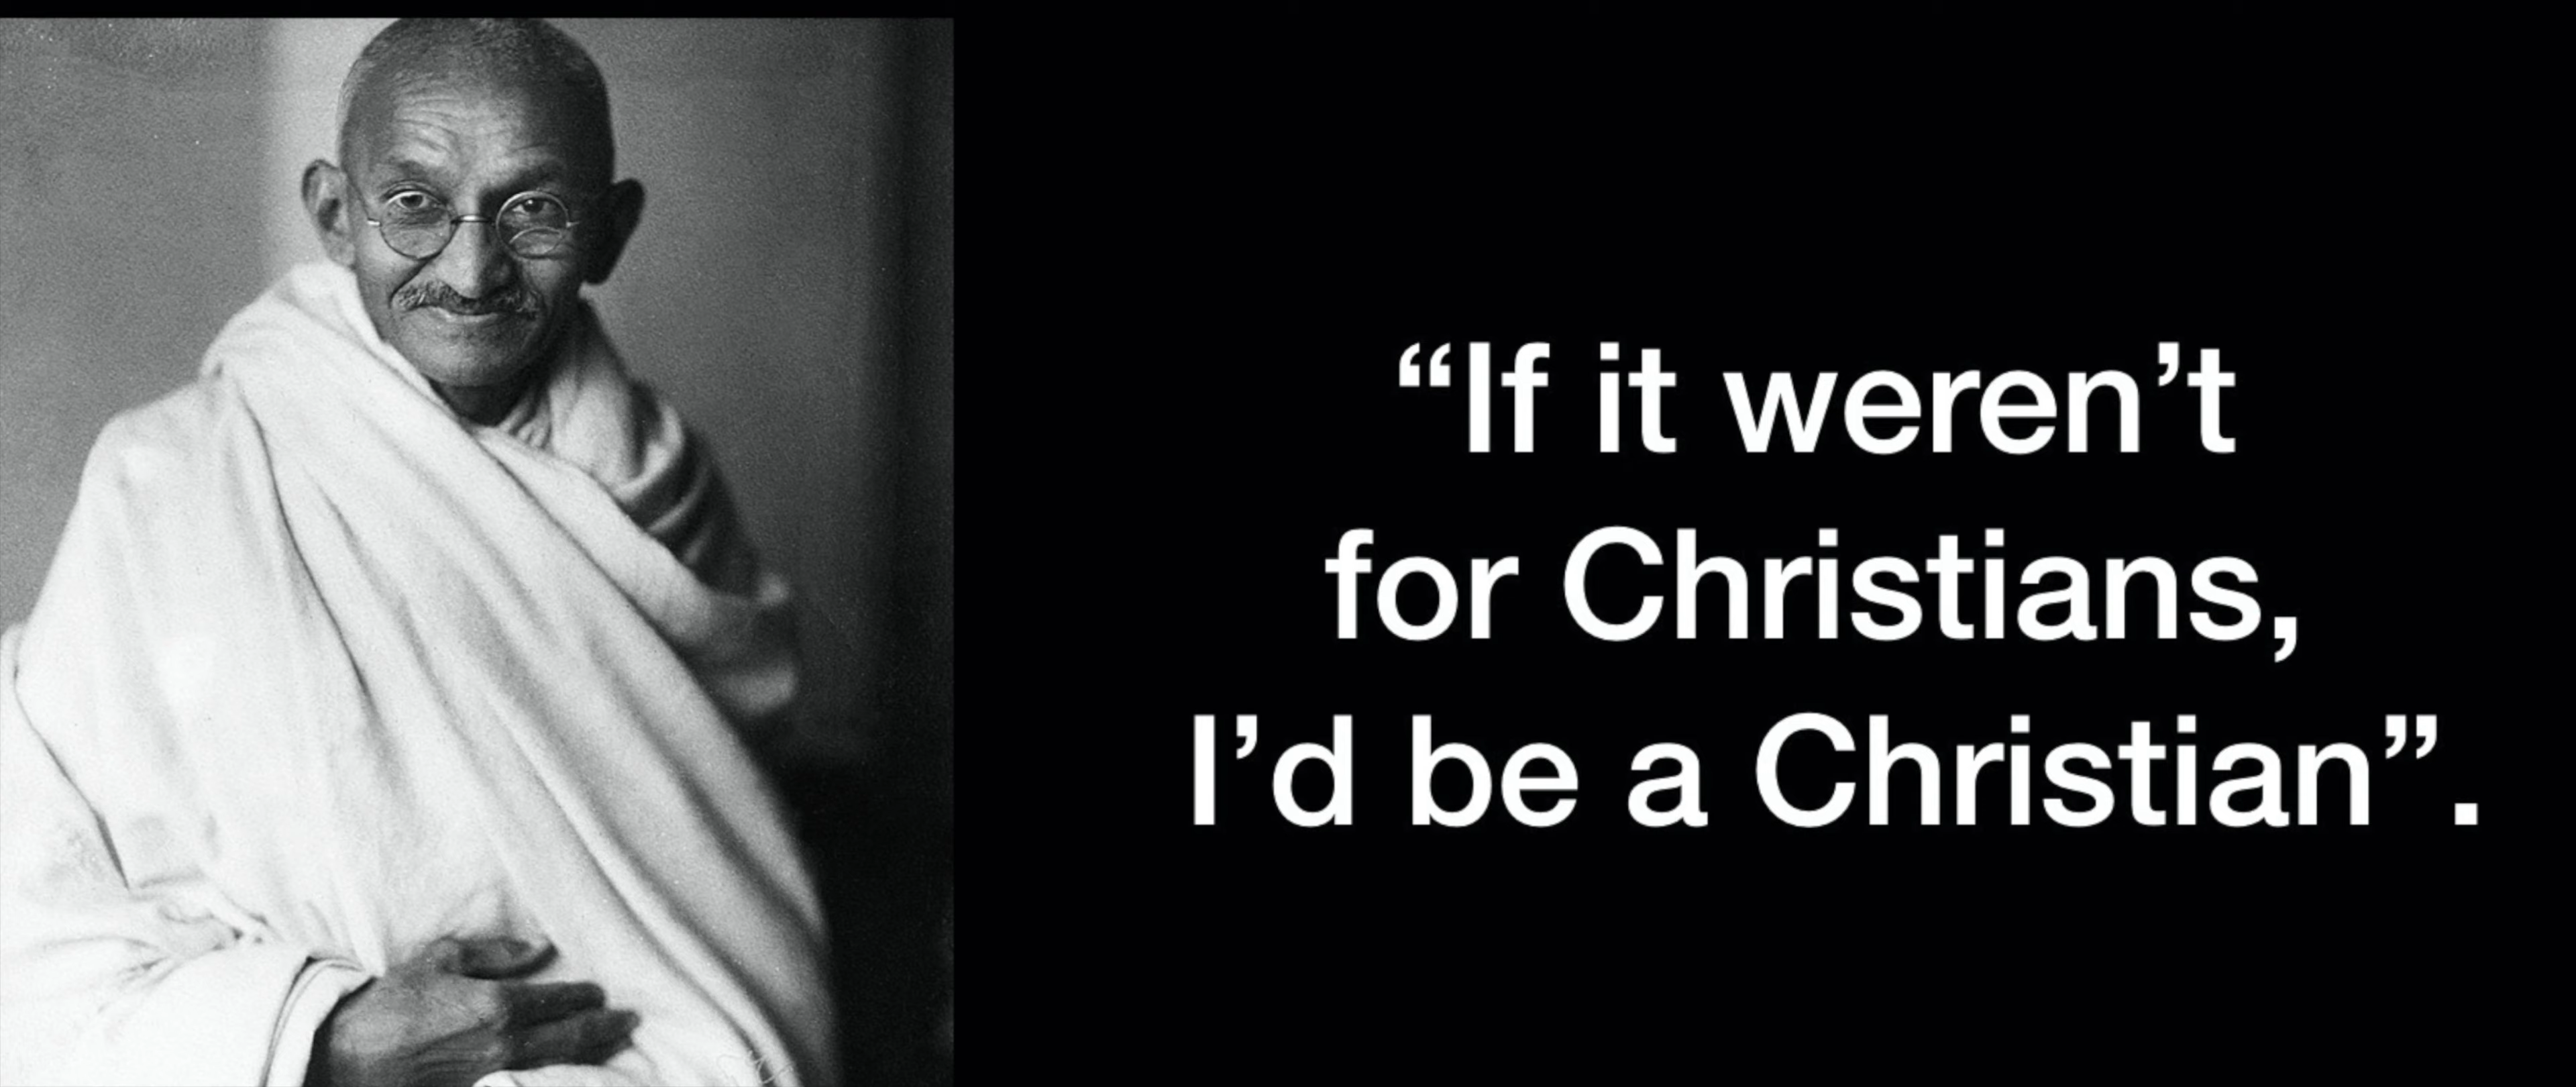 “If it weren’t
for Christians,
I’d be a Christian”.